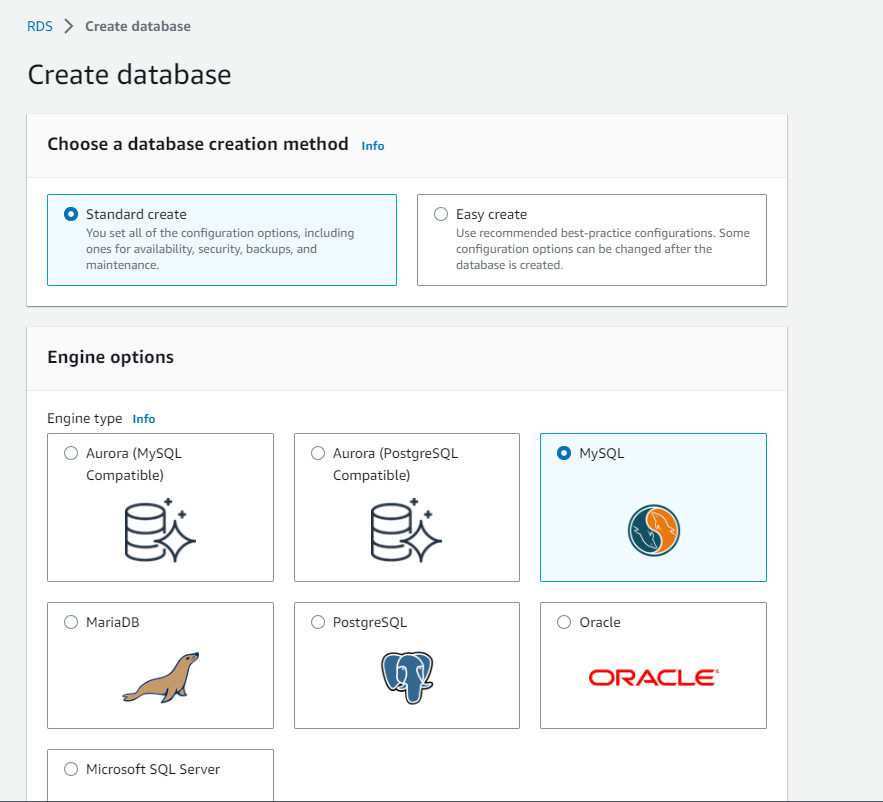 RDS > Create database
Create database
Choose a database creation method Info
Standard create
You set all of the configuration options, including
ones for availability, security, backups, and
maintenance.
Easy create
Use recommended best-practice configurations. Some
configuration options can be changed after the
database is created.
Engine options
Engine type Info
Aurora (MySQL
Compatible)
Aurora (PostgreSQL
Compatible)
MySQL
MariaDB
PostgreSQL
Oracle
ORACLE
Microsoft SQL Server